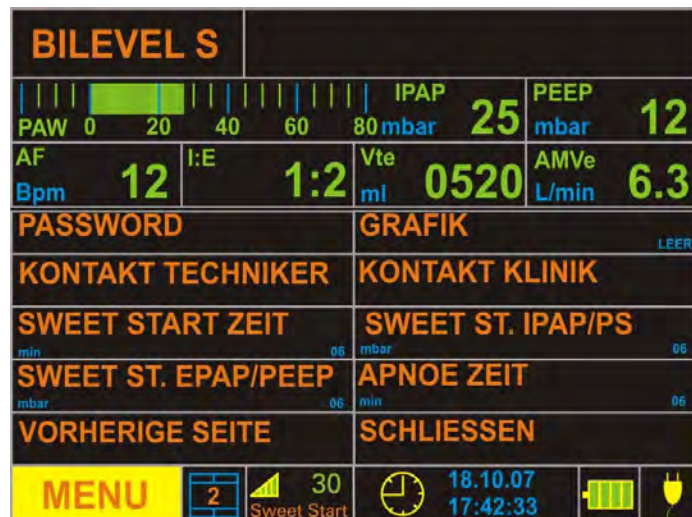 BILEVEL S
PAW 0 20 40 60 80 mbar IPAP 25
PEEP mbar 12
AF Bpm 12
I:E 1:2
Vte ml 0520
AMVe L/min 6.3
PASSWORD
GRAFIK LEER
KONTAKT TECHNIKER
KONTAKT KLINIK
SWEET START ZEIT
min 06
SWEET ST. IPAP/PS
mbar 06
SWEET ST. EPAP/PEEP
mbar 06
APNOE ZEIT
min 06
VORHERIGE SEITE
SCHLIESSEN
MENU
2
30
Sweet Start
18.10.07
17:42:33